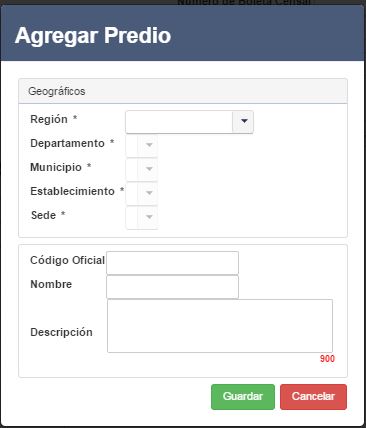 Número de Boleta Censal
Agregar Predio
Geográficos
Región *
Departamento *
Municipio *
Establecimiento *
Sede *
Código Oficial
Nombre
Descripción
900
Guardar Cancelar